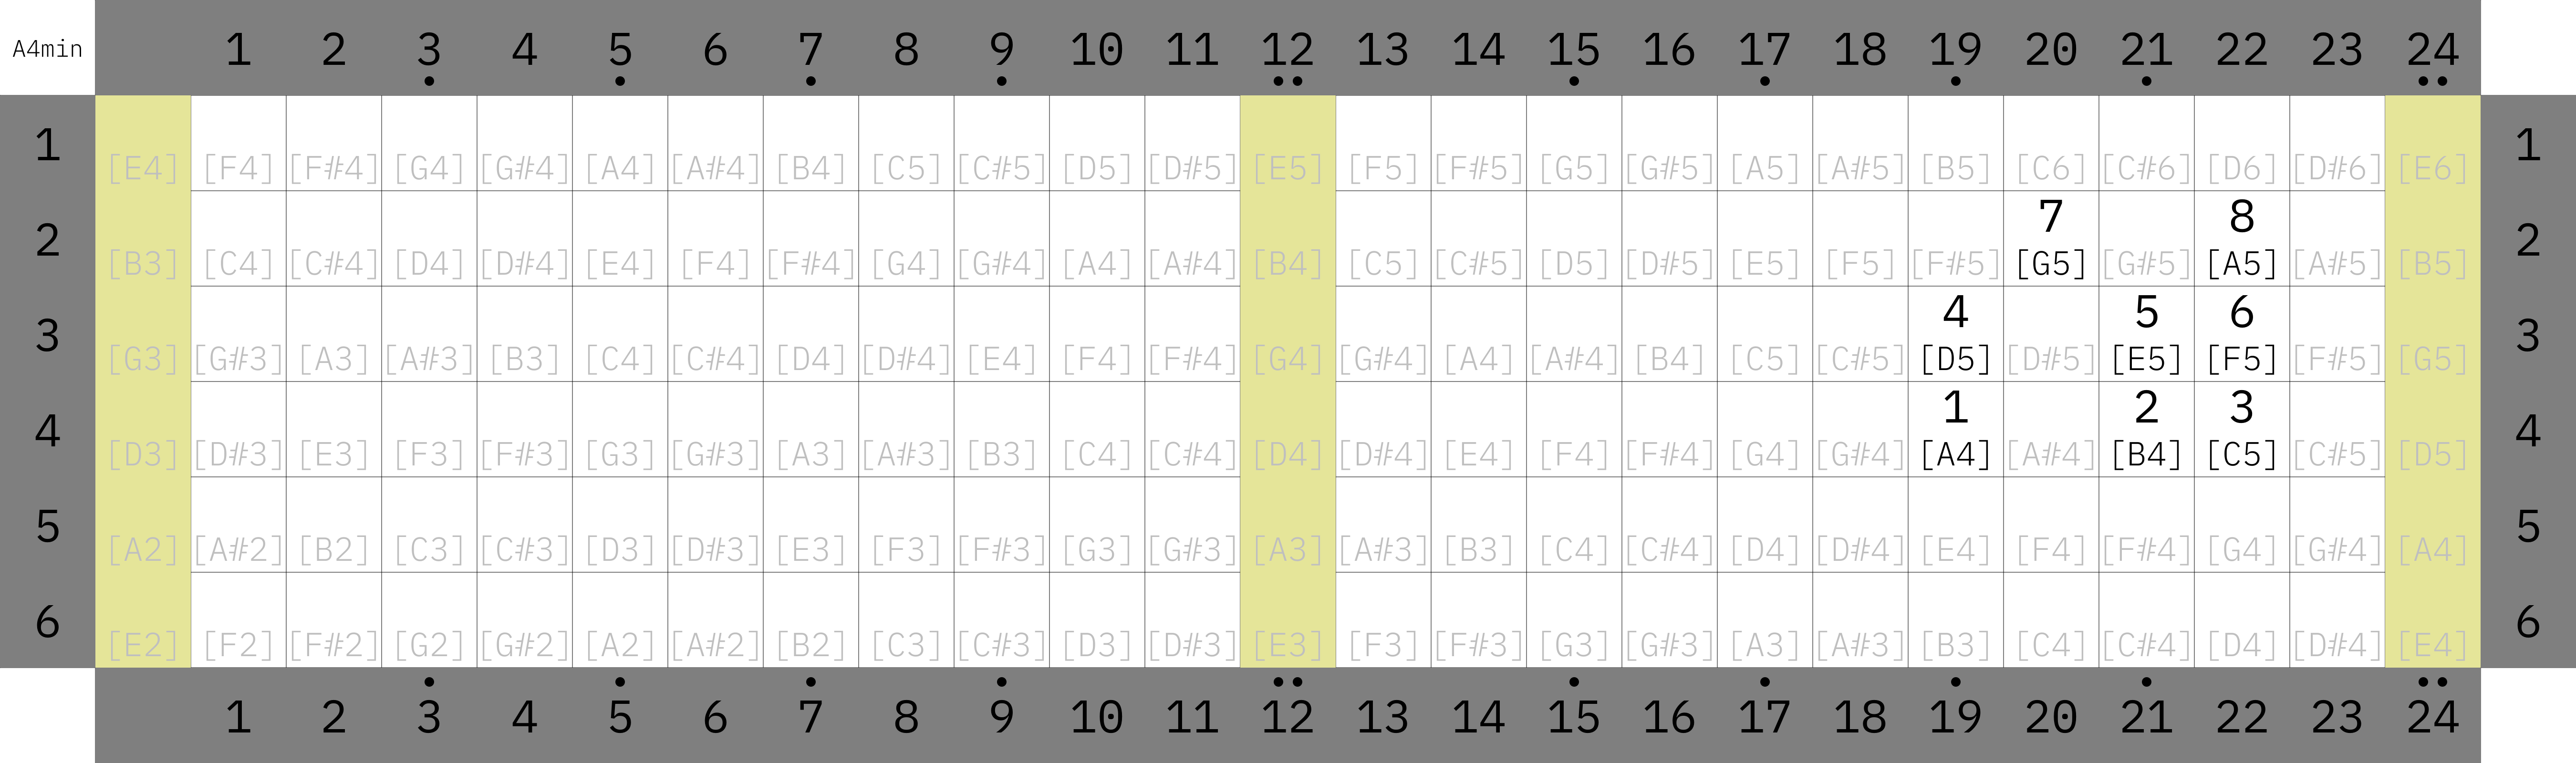 A4min 1 2 3 4 5 6 7 8 9 10 11 12 13 14 15 16 17 18 19 20 21 22 23 24
1 [E4] [F4] [F#4] [G4] [G#4] [A4] [A#4] [B4] [C5] [C#5] [D5] [D#5] [E5] [F5] [F#5] [G5] [G#5] [A5] [A#5] [B5] [C6] [C#6] [D6] [D#6] [E6] 1
7 8
2 [B3] [C4] [C#4] [D4] [D#4] [E4] [F4] [F#4] [G4] [G#4] [A4] [A#4] [B4] [C5] [C#5] [D5] [D#5] [E5] [F5] [F#5] [G5] [G#5] [A5] [A#5] [B5] 2
4 5 6
3 [G3] [G#3] [A3] [A#3] [B3] [C4] [C#4] [D4] [D#4] [E4] [F4] [F#4] [G4] [G#4] [A4] [A#4] [B4] [C5] [C#5] [D5] [D#5] [E5] [F5] [F#5] [G5] 3
1 2 3
4 [D3] [D#3] [E3] [F3] [F#3] [G3] [G#3] [A3] [A#3] [B3] [C4] [C#4] [D4] [D#4] [E4] [F4] [F#4] [G4] [G#4] [A4] [A#4] [B4] [C5] [C#5] [D5] 4
5 [A2] [A#2] [B2] [C3] [C#3] [D3] [D#3] [E3] [F3] [F#3] [G3] [G#3] [A3] [A#3] [B3] [C4] [C#4] [D4] [D#4] [E4] [F4] [F#4] [G4] [G#4] [A4] 5
6 [E2] [F2] [F#2] [G2] [G#2] [A2] [A#2] [B2] [C3] [C#3] [D3] [D#3] [E3] [F3] [F#3] [G3] [G#3] [A3] [A#3] [B3] [C4] [C#4] [D4] [D#4] [E4] 6
1 2 3 4 5 6 7 8 9 10 11 12 13 14 15 16 17 18 19 20 21 22 23 24